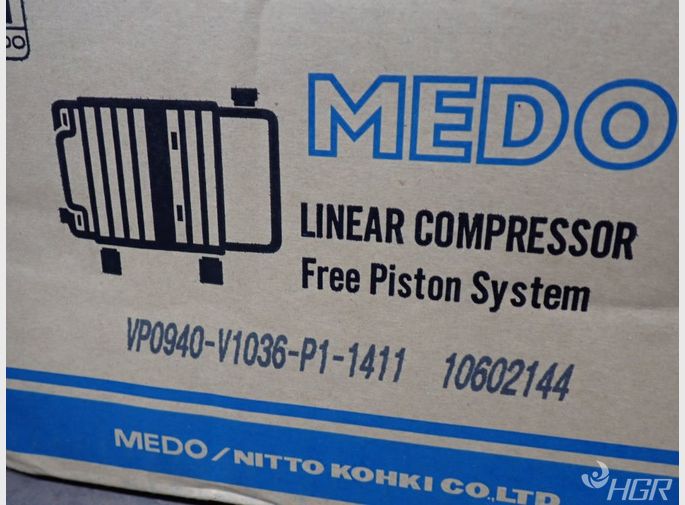 MEDO
LINEAR COMPRESSOR
Free Piston System
VP0940-V1036-P1-1411 10602144
MEDO/NITTO KOHKI CO.,LTD
HGR